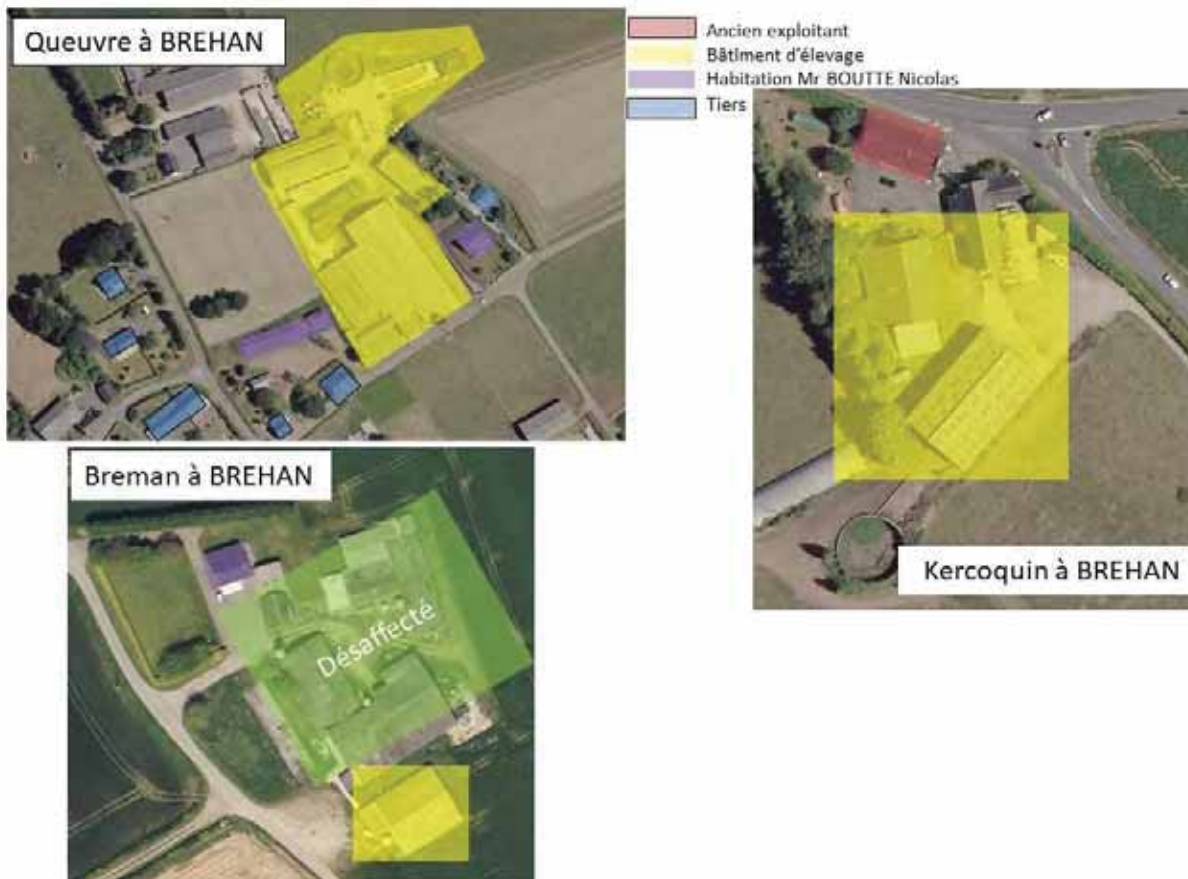 Queuvre à BREHAN
Ancien exploitant
Bâtiment d'élevage
Habitation Mr BOUTTE Nicolas
Tiers
Breman à BREHAN
Désaffecté
Kercoquin à BREHAN